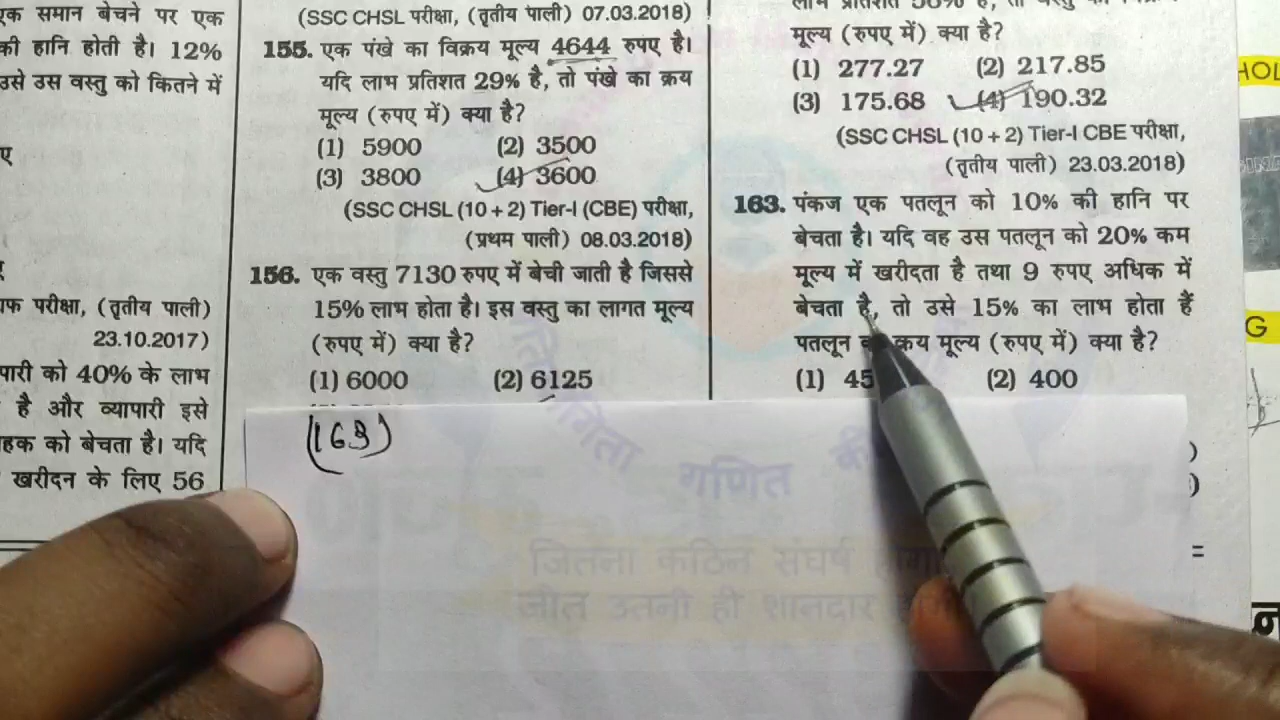 एक समान बेचने पर एक
की हानि होती है। 12%
उसे उस वस्तु को कितने में
ए
फ परीक्षा, (तृतीय पाली)
23.10.2017)
पारी को 40% के लाभ
है और व्यापारी इसे
हक को बेचता है। यदि
खरीदन के लिए 56
(SSC CHSL परीक्षा, (तृतीय पाली) 07.03.2018)
155. एक पंखे का विक्रय मूल्य 4644 रुपए है।
यदि लाभ प्रतिशत 29% है, तो पंखे का क्रय
मूल्य (रुपए में) क्या है?
(1) 5900 (2) 3500
(3) 3800 (4) 3600
(SSC CHSL (10 + 2) Tier-I (CBE) परीक्षा,
(प्रथम पाली) 08.03.2018)
156. एक वस्तु 7130 रुपए में बेची जाती है जिससे
15% लाभ होता है। इस वस्तु का लागत मूल्य
(रुपए में) क्या है?
(1) 6000 (2) 6125
मूल्य (रुपए में) क्या है?
(1) 277.27 (2) 217.85
(3) 175.68 (4) 190.32
(SSC CHSL (10 + 2) Tier-I CBE परीक्षा,
(तृतीय पाली) 23.03.2018)
163. पंकज एक पतलून को 10% की हानि पर
बेचता है। यदि वह उस पतलून को 20% कम
मूल्य में खरीदता है तथा 9 रुपए अधिक में
बेचता है, तो उसे 15% का लाभ होता हैं
पतलून क्रय मूल्य (रुपए में) क्या है?
(1) 45 (2) 400
(163)
गणित की
जितना कठिन संघर्ष
जीत उतनी ही शानदार
HOL
G